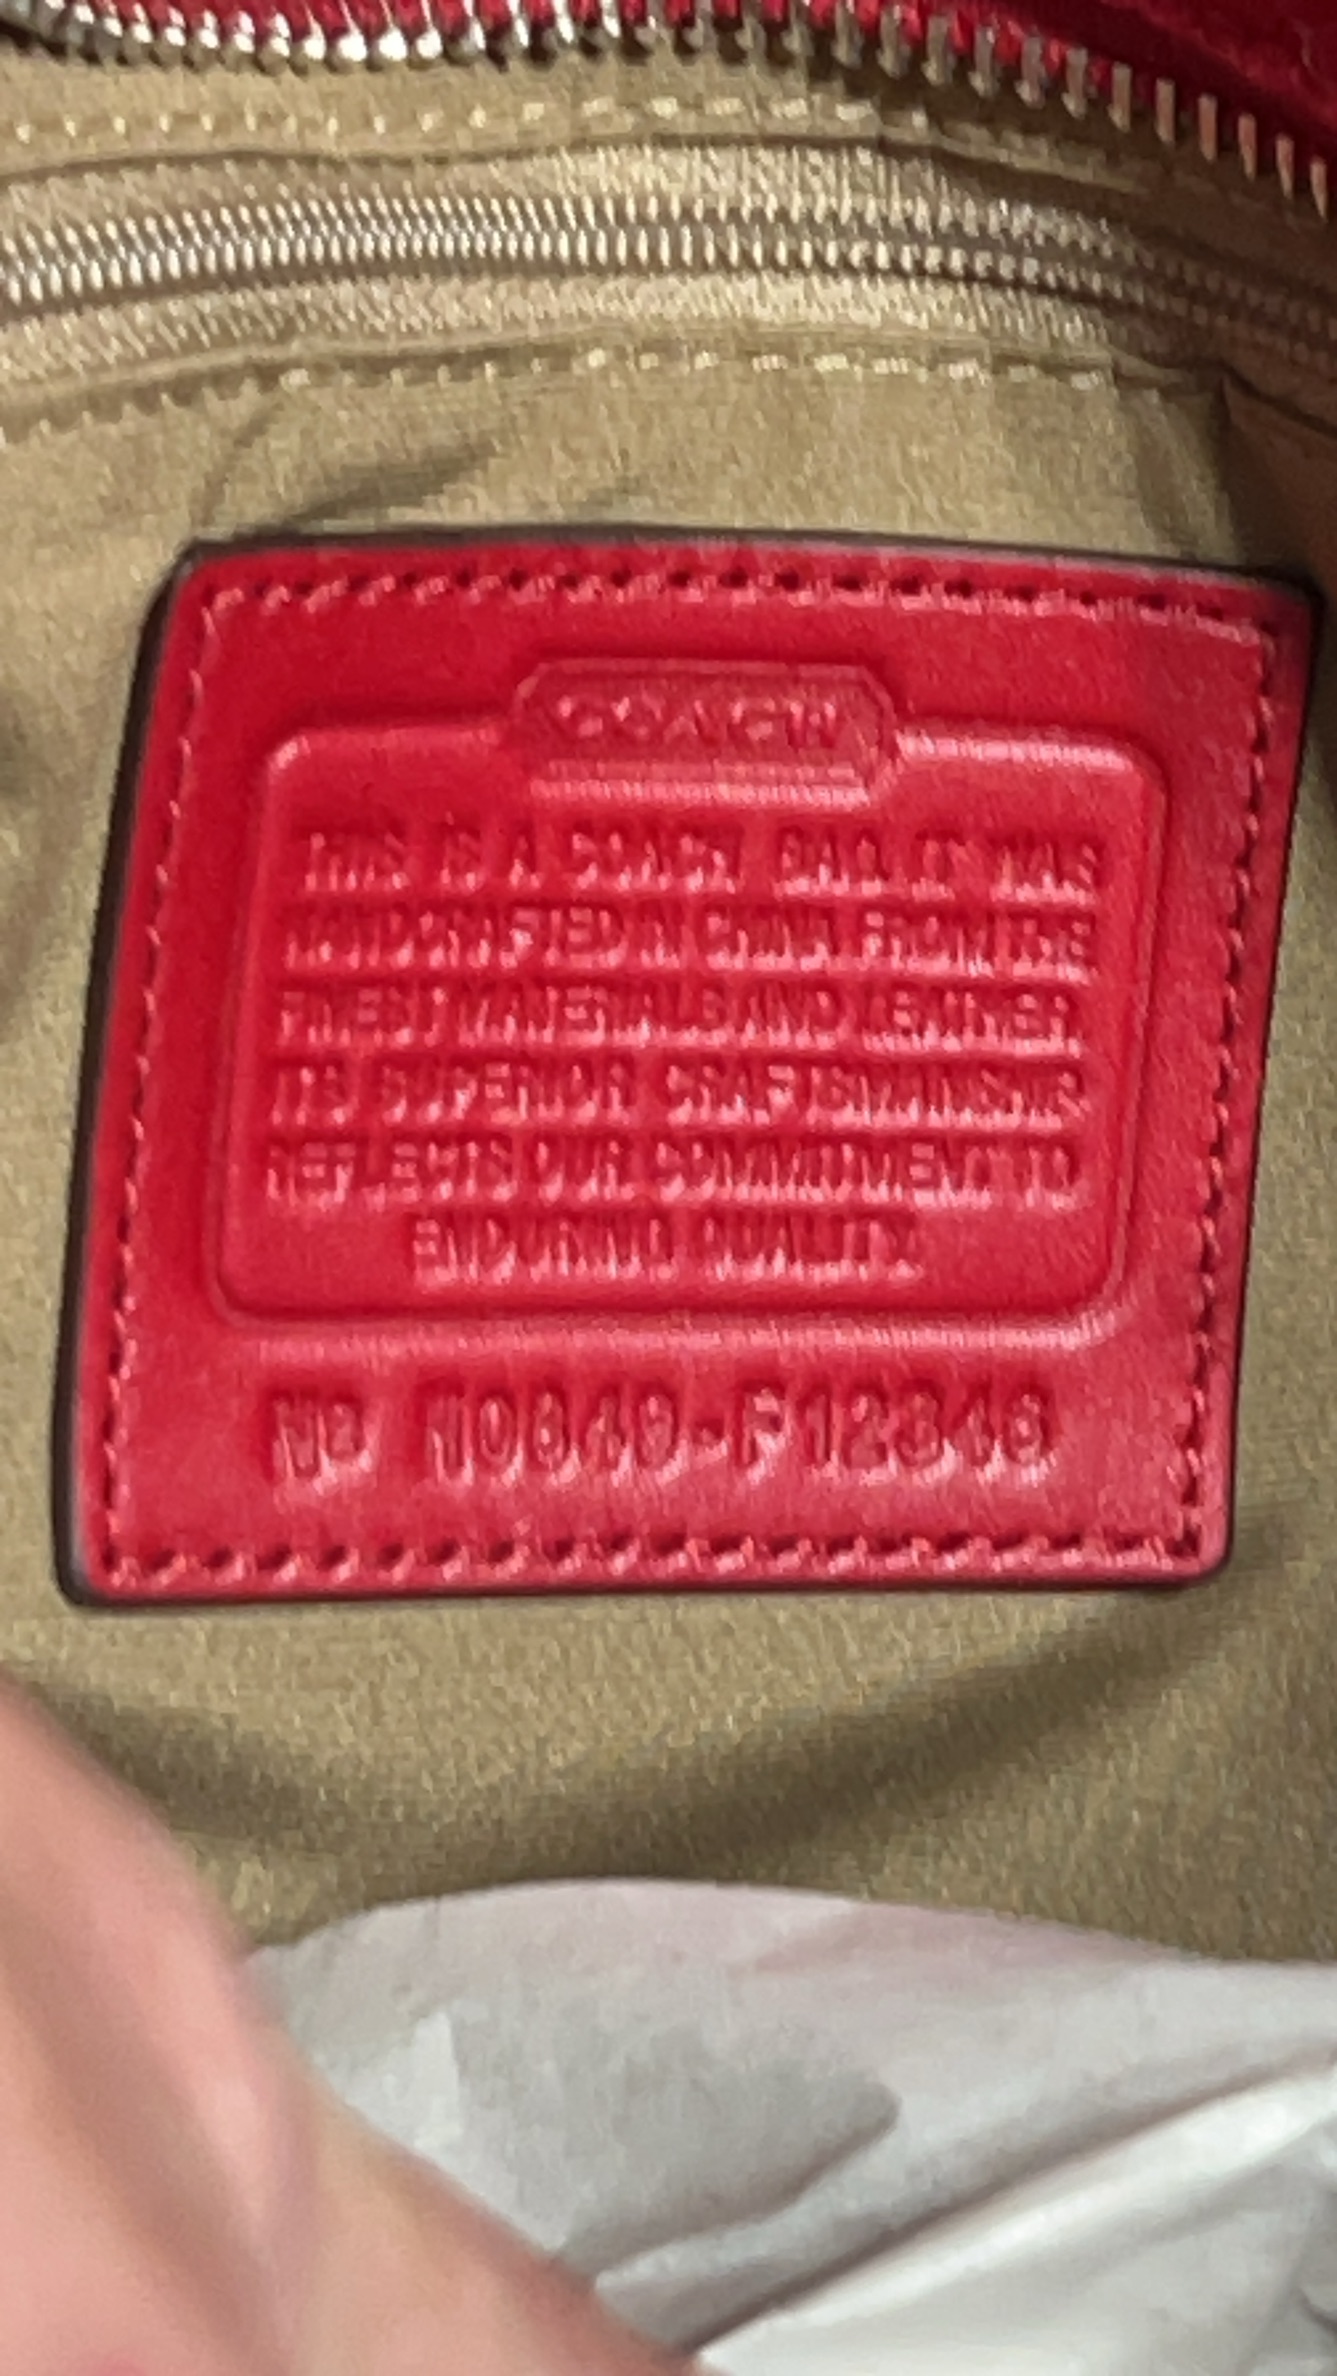 COACH
THIS IS A COACH BAG. IT WAS
HANDCRAFTED IN CHINA FROM THE
FINEST MATERIALS AND LEATHER.
ITS SUPERIOR CRAFTSMANSHIP
REFLECTS OUR COMMITMENT TO
ENDURING QUALITY.
No